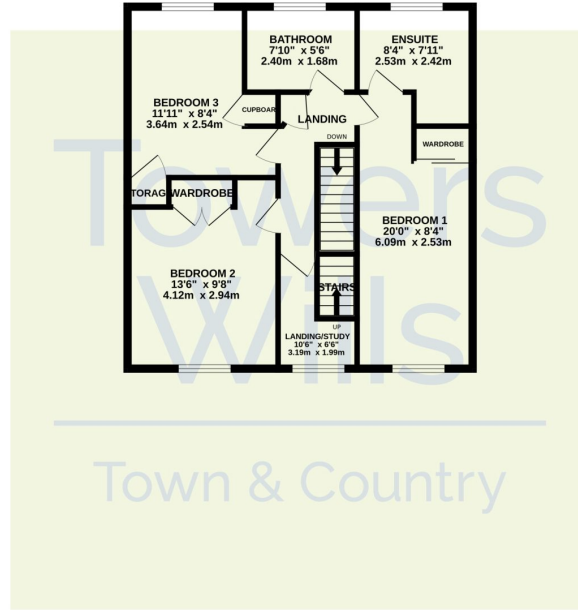 BATHROOM
7'10" x 5'6"
2.40m x 1.68m
ENSUITE
8'4" x 7'11"
2.53m x 2.42m
BEDROOM 3
11'11" x 8'4"
3.64m x 2.54m
CUPBOAR
LANDING
DOWN
WARDROBE
TORAG
WARDROBE
BEDROOM 1
20'0" x 8'4"
6.09m x 2.53m
BEDROOM 2
13'6" x 9'8"
4.12m x 2.94m
STAIRS
UP
LANDING/STUDY
10'6" x 6'6"
3.19m x 1.99m
Towers
Wills
Town & Country